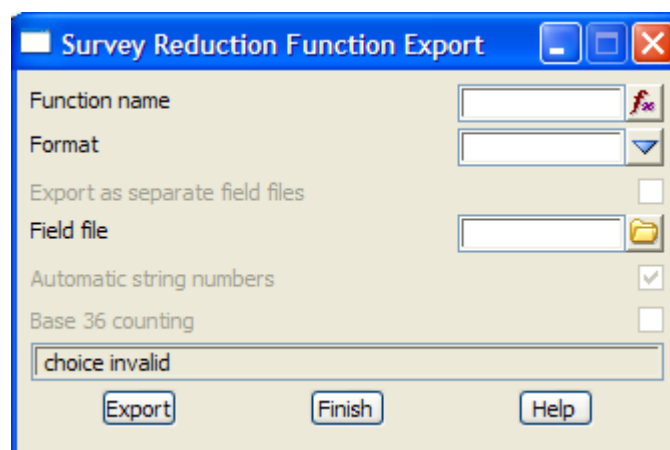 Survey Reduction Function Export
Function name
Format
Export as separate field files
Field file
Automatic string numbers
Base 36 counting
choice invalid
Export Finish Help